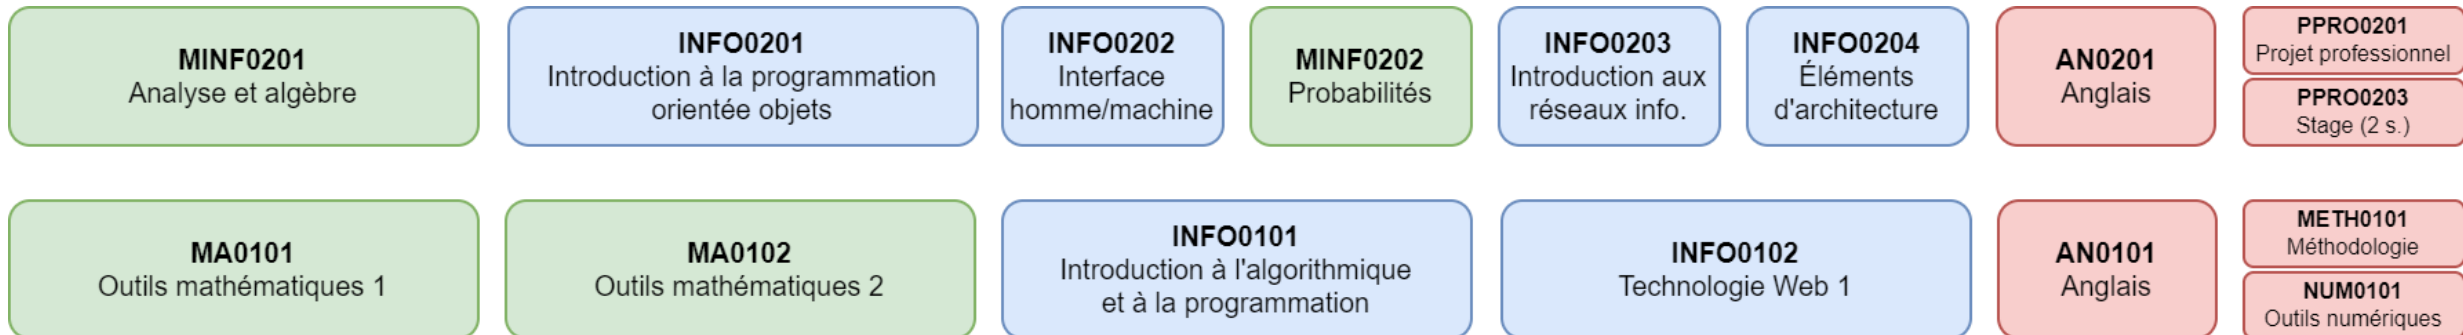 MINF0201
Analyse et algèbre
INFO0201
Introduction à la programmation
orientée objets
INFO0202
Interface
homme/machine
MINF0202
Probabilités
INFO0203
Introduction aux
réseaux info.
INFO0204
Éléments
d'architecture
AN0201
Anglais
PPRO0201
Projet professionnel
PPRO0203
Stage (2 s.)
MA0101
Outils mathématiques 1
MA0102
Outils mathématiques 2
INFO0101
Introduction à l'algorithmique
et à la programmation
INFO0102
Technologie Web 1
AN0101
Anglais
METH0101
Méthodologie
NUM0101
Outils numériques